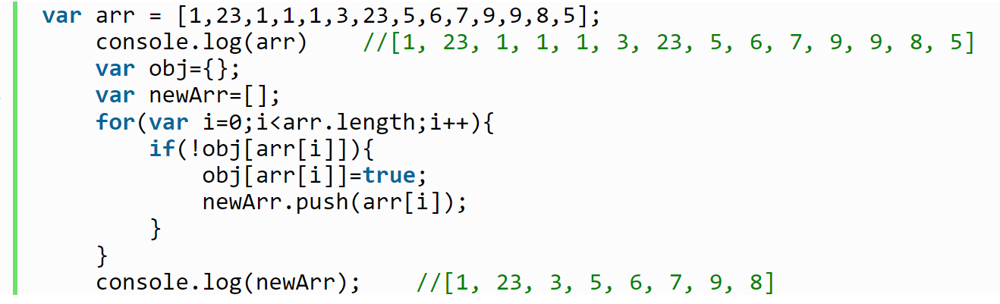 var arr = [1,23,1,1,1,3,23,5,6,7,9,9,8,5];
console.log(arr)    //[1, 23, 1, 1, 1, 3, 23, 5, 6, 7, 9, 9, 8, 5]
var obj={};
var newArr=[];
for(var i=0;i<arr.length;i++){
if(!obj[arr[i]]){
obj[arr[i]]=true;
newArr.push(arr[i]);
}
}
console.log(newArr);    //[1, 23, 3, 5, 6, 7, 9, 8]